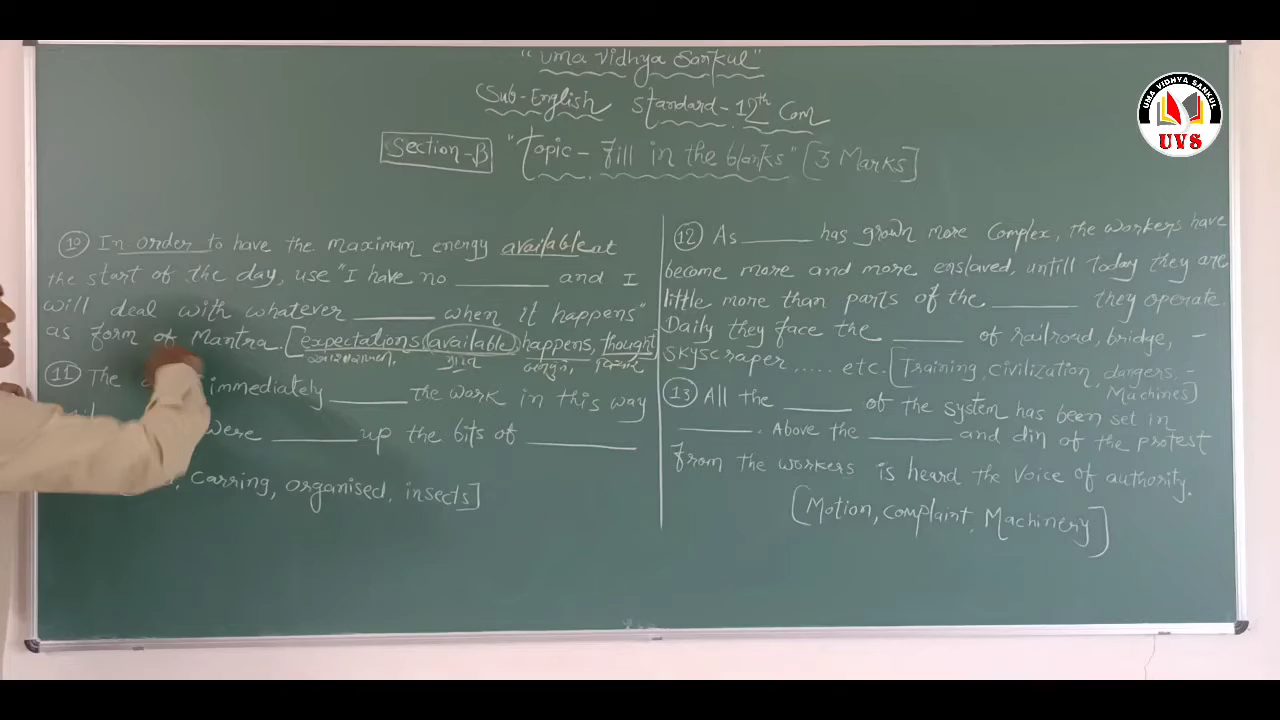 "Uma Vidhya Sankul"
Sub-English Standard-12th Com
Section-B "Topic - Fill in the blanks" [3 Marks]
10 In order to have the maximum energy available at
the start of the day, use "I have no ______ and I
will deal with whatever ______ when it happens"
as form of Mantra. [expectations, available, happens, thought
11 The immediately ______ the work in this way
were ______ up the bits of ______
carring, organised, insects]
12 As ______ has grown more Complex, the workers have
become more and more enslaved, untill today they are
little more than parts of the ______ they operate.
Daily they face the ______ of railroad, bridge, -
skyscraper ..... etc. [Training, civilization, dangers, -
Machines]
13 All the ______ of the system has been set in
______. Above the ______ and din of the protest
from the workers is heard the voice of authority.
[Motion, complaint, Machinery]
UMA VIDHYA SANKUL
UVS